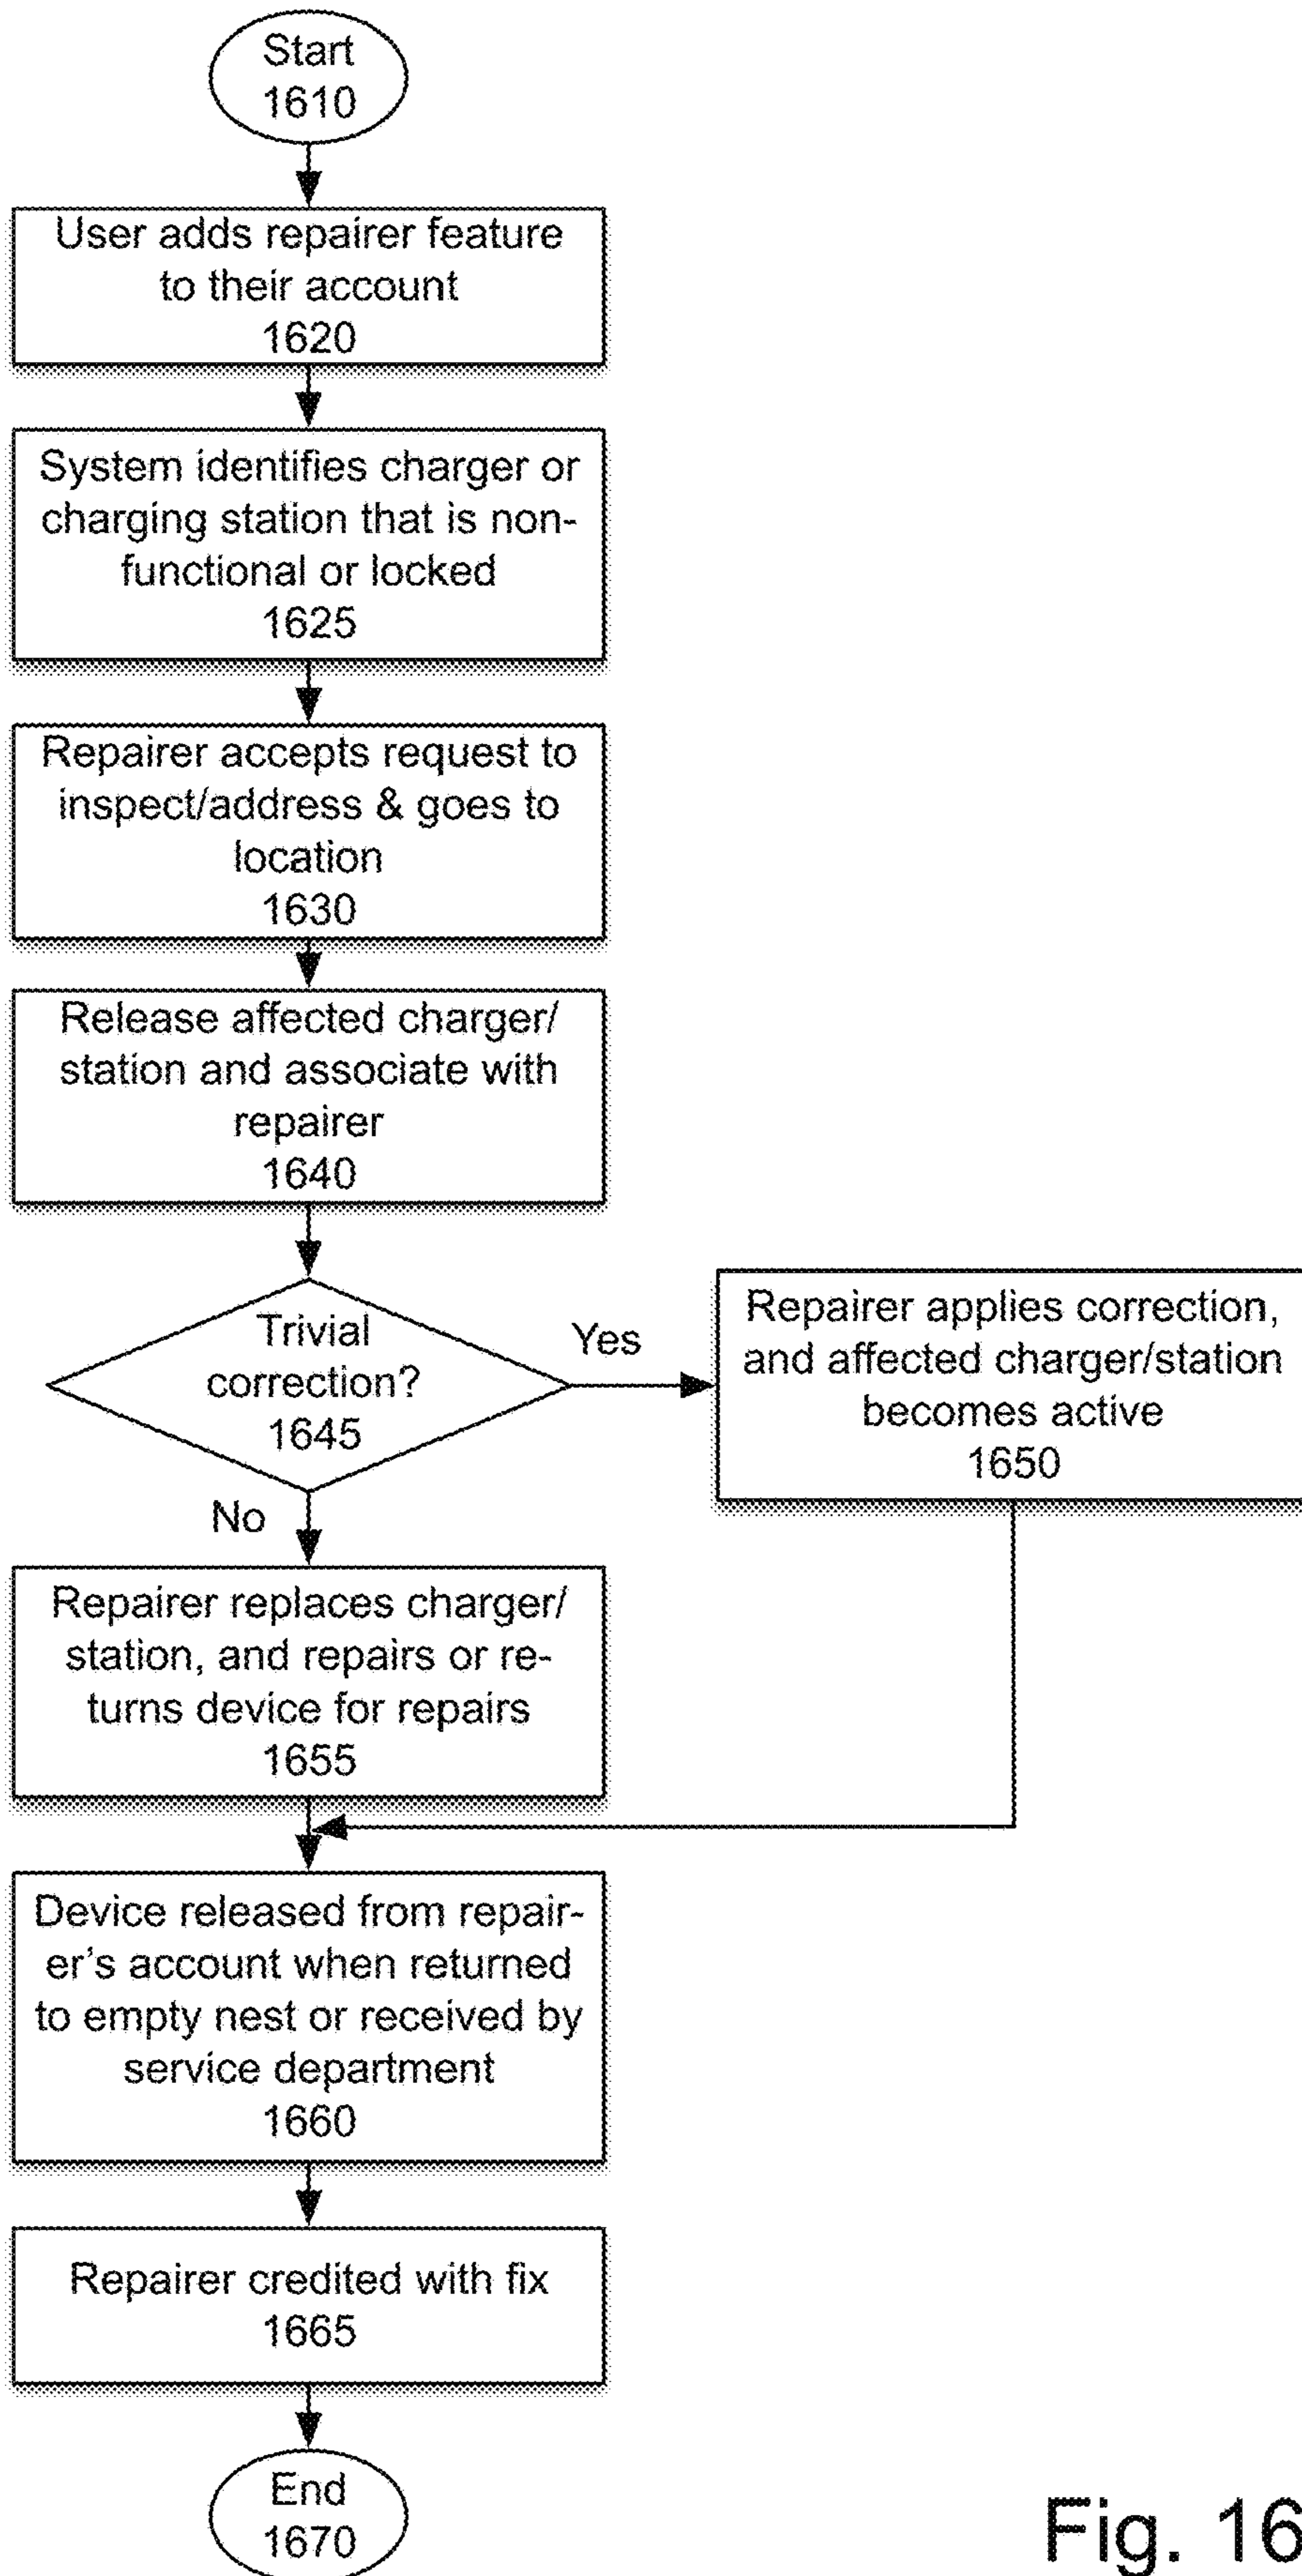 Start
1610
User adds repairer feature
to their account
1620
System identifies charger or
charging station that is non-
functional or locked
1625
Repairer accepts request to
inspect/address & goes to
location
1630
Release affected charger/
station and associate with
repairer
1640
Trivial
correction?
1645
Yes
Repairer applies correction,
and affected charger/station
becomes active
1650
No
Repairer replaces charger/
station, and repairs or re-
turns device for repairs
1655
Device released from repair-
er's account when returned
to empty nest or received by
service department
1660
Repairer credited with fix
1665
End
1670
Fig. 16